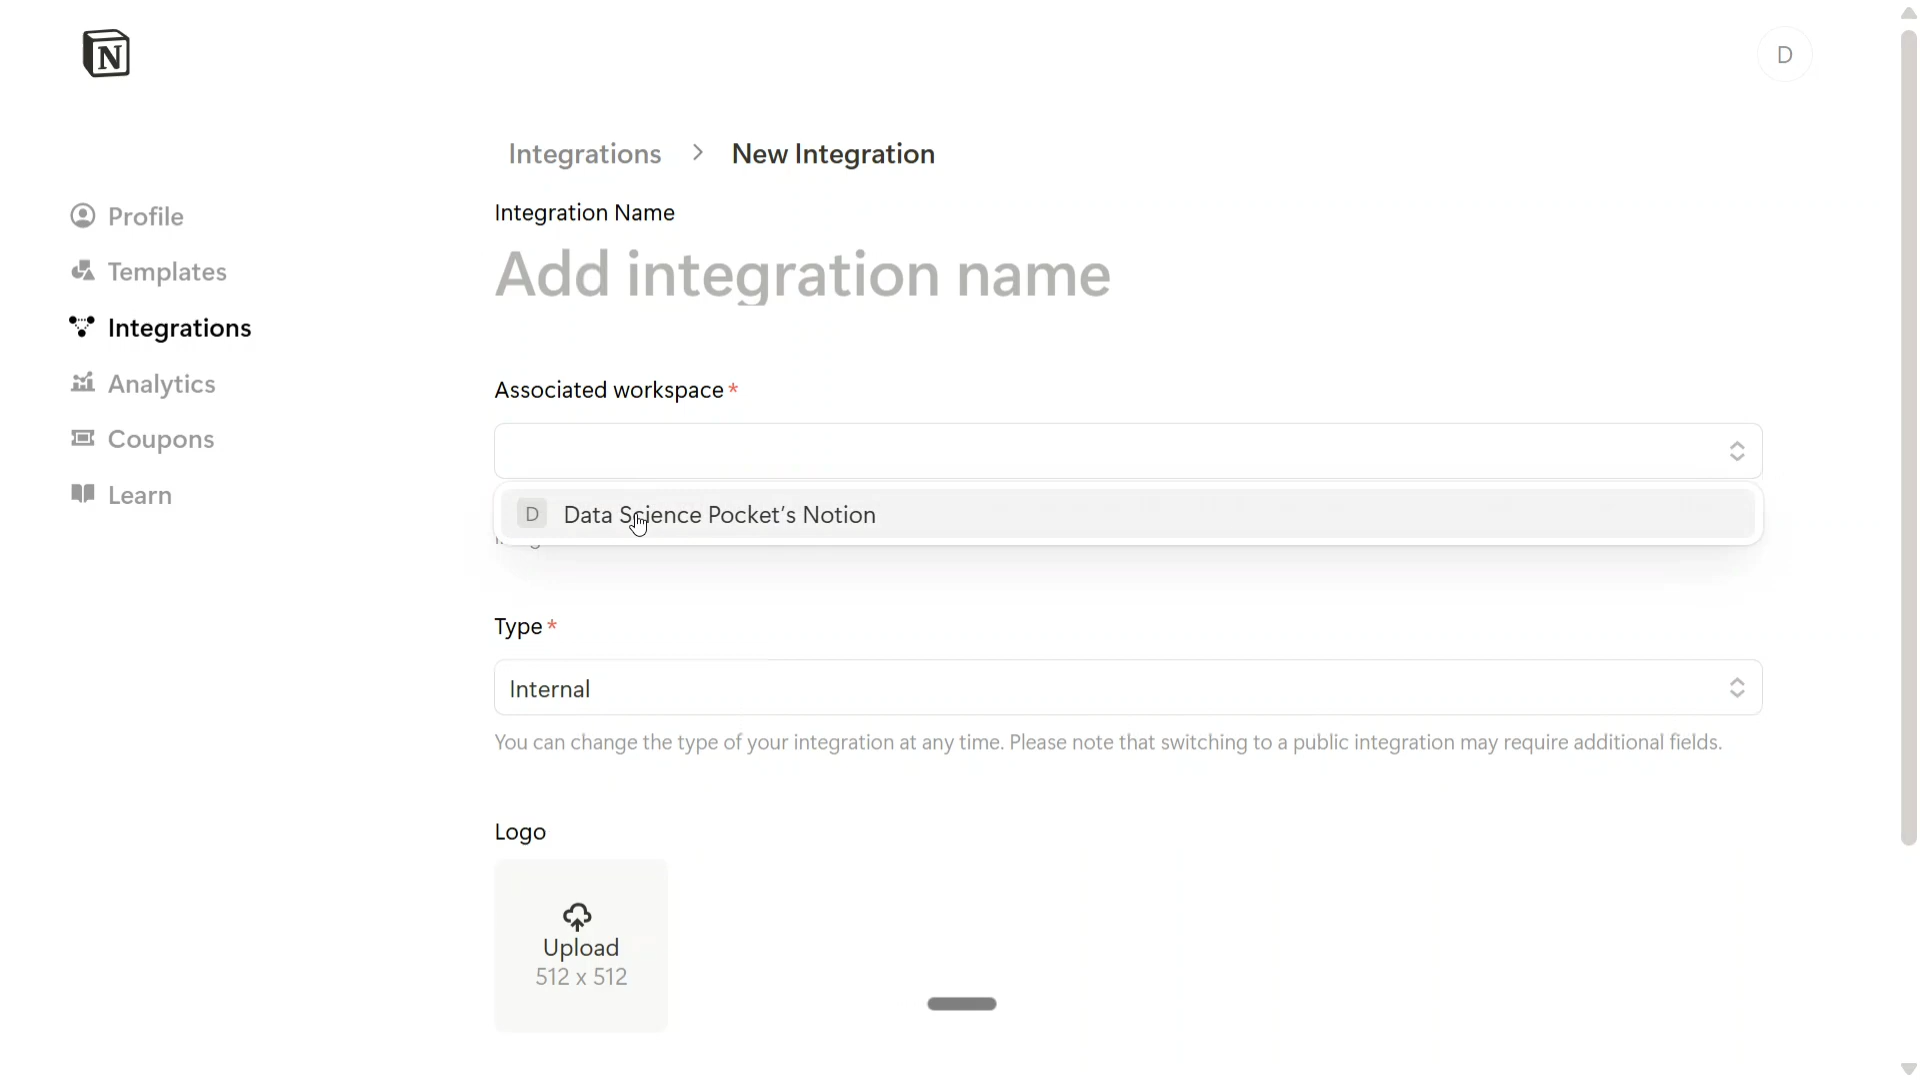 N
D
Integrations > New Integration
Integration Name
Add integration name
Profile
Templates
Integrations
Analytics
Coupons
Learn
Associated workspace *
D Data Science Pocket's Notion
Type *
Internal
You can change the type of your integration at any time. Please note that switching to a public integration may require additional fields.
Logo
Upload
512 x 512